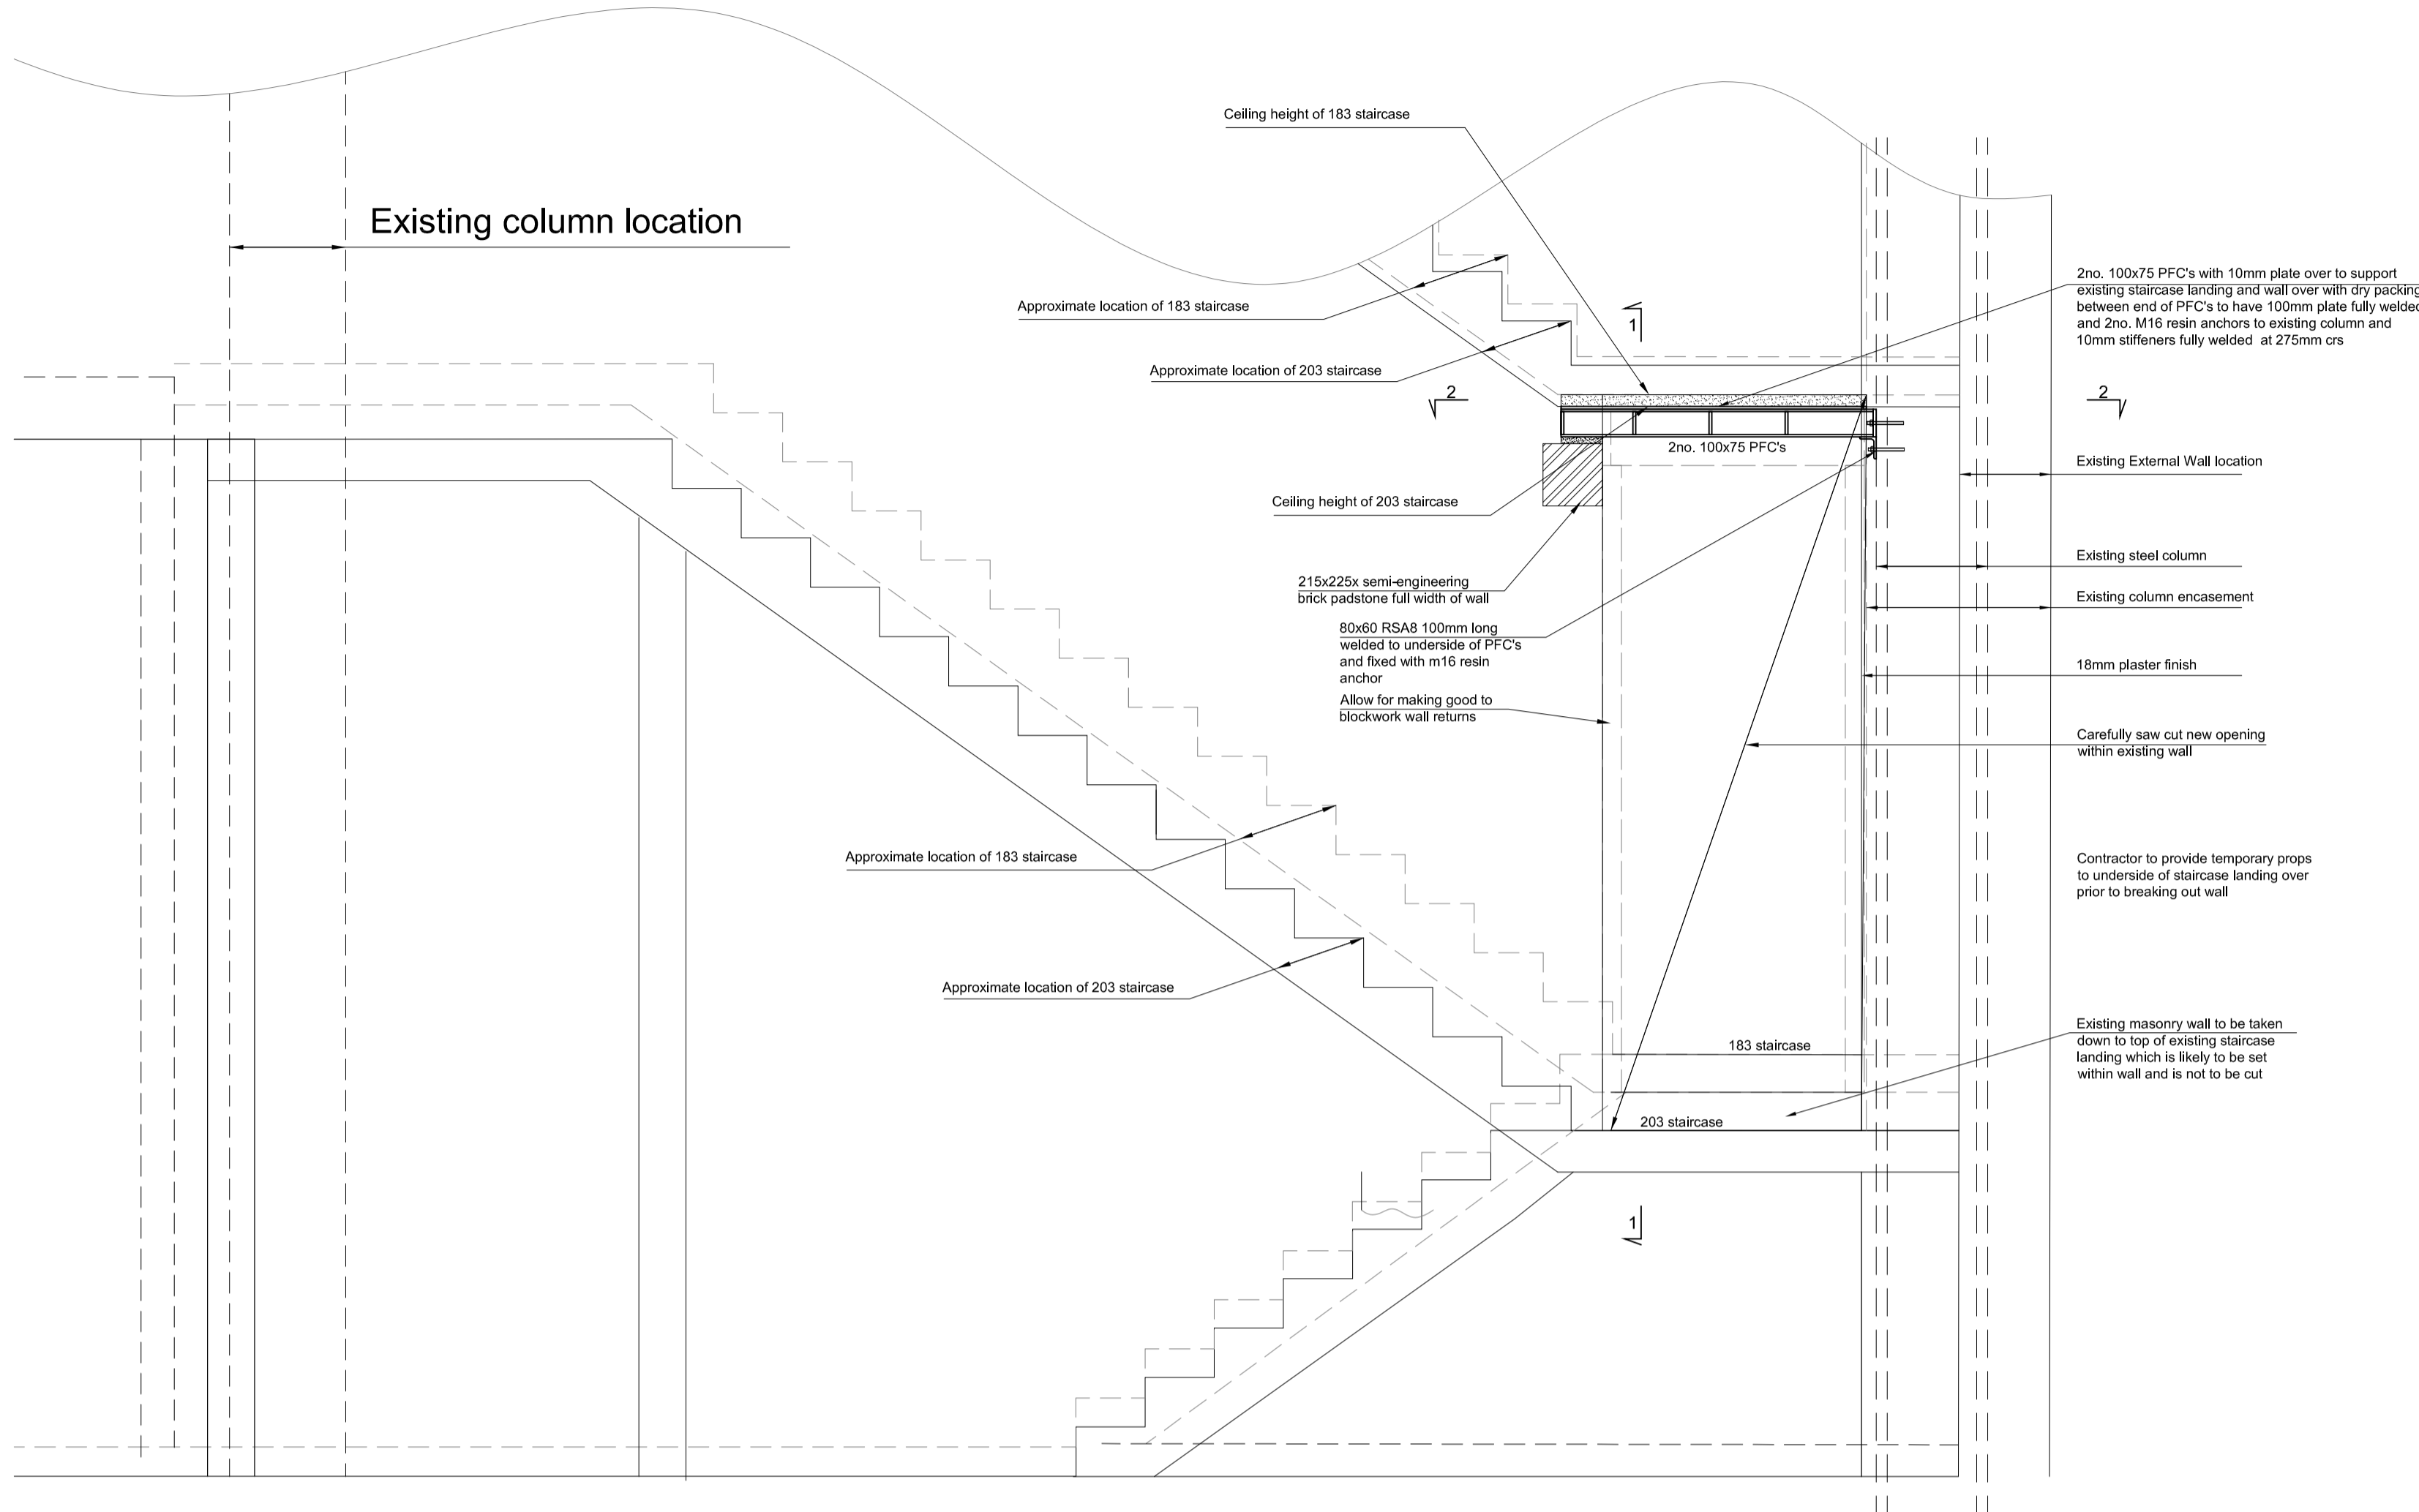 Ceiling height of 183 staircase
Existing column location
Approximate location of 183 staircase
1
Approximate location of 203 staircase
2
2
2no. 100x75 PFC's with 10mm plate over to support
existing staircase landing and wall over with dry packing
between end of PFC's to have 100mm plate fully welded
and 2no. M16 resin anchors to existing column and
10mm stiffeners fully welded at 275mm crs
2no. 100x75 PFC's
Existing External Wall location
Ceiling height of 203 staircase
Existing steel column
215x225x semi-engineering
brick padstone full width of wall
Existing column encasement
80x60 RSA8 100mm long
welded to underside of PFC's
and fixed with m16 resin
anchor
18mm plaster finish
Allow for making good to
blockwork wall returns
Carefully saw cut new opening
within existing wall
Approximate location of 183 staircase
Contractor to provide temporary props
to underside of staircase landing over
prior to breaking out wall
Approximate location of 203 staircase
183 staircase
Existing masonry wall to be taken
down to top of existing staircase
landing which is likely to be set
within wall and is not to be cut
203 staircase
1